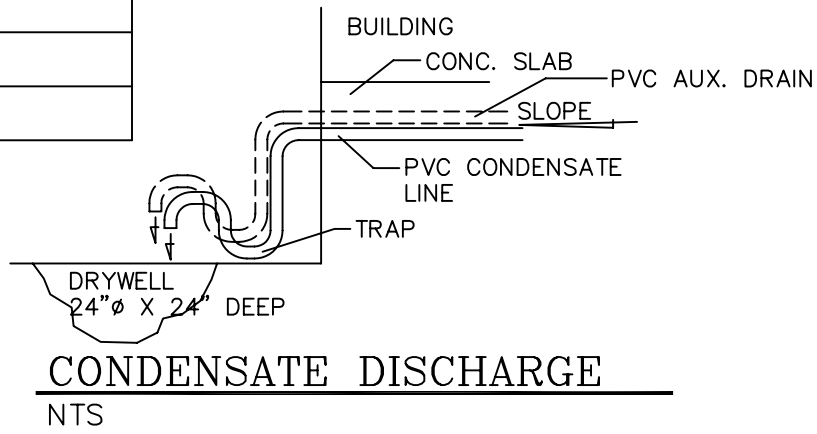 BUILDING
CONC. SLAB
PVC AUX. DRAIN
SLOPE
PVC CONDENSATE
LINE
TRAP
DRYWELL
24"ø X 24" DEEP
CONDENSATE DISCHARGE
NTS